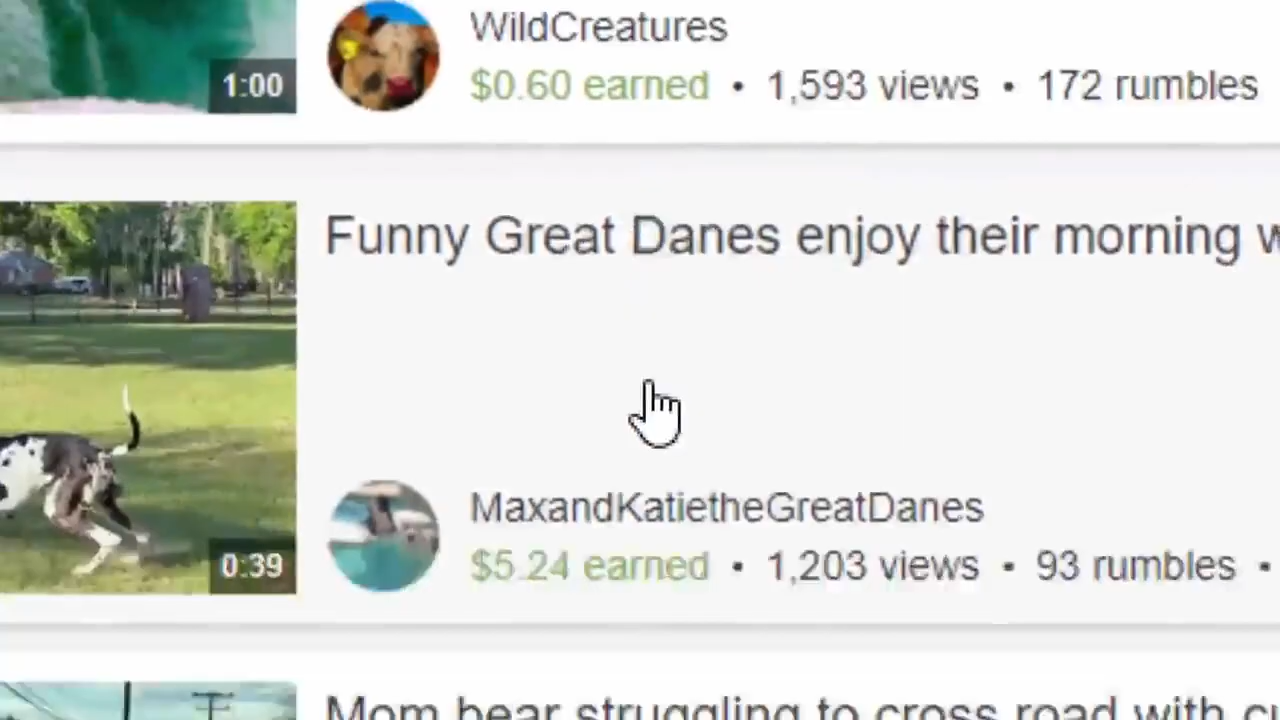 WildCreatures
1:00
$0.60 earned • 1,593 views • 172 rumbles
Funny Great Danes enjoy their morning
MaxandKatietheGreatDanes
0:39
$5.24 earned • 1,203 views • 93 rumbles •
Mom bear struggling to cross road with